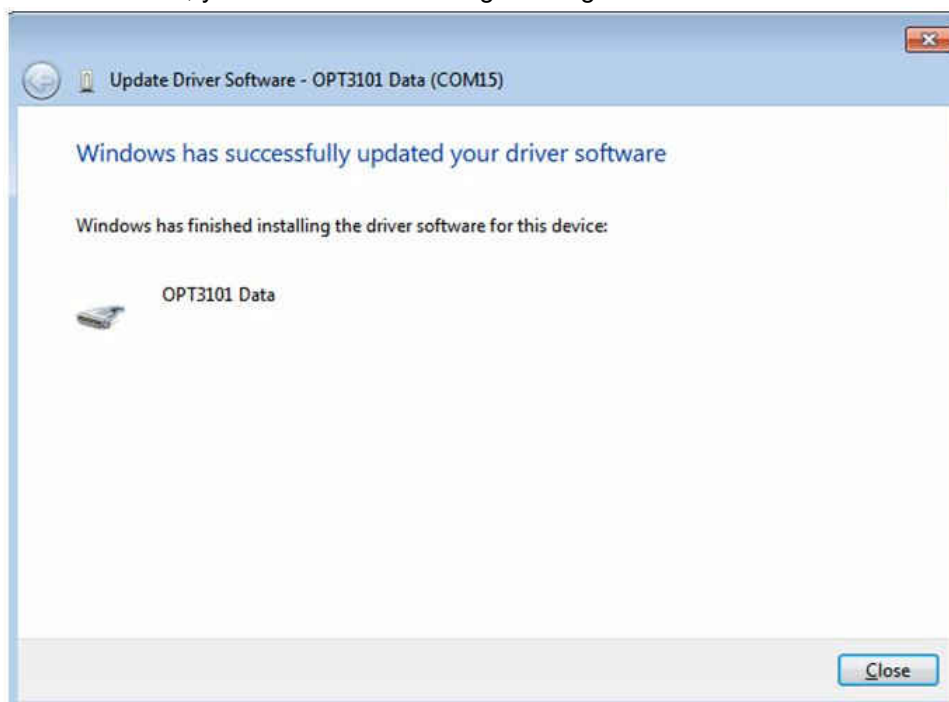 Update Driver Software - OPT3101 Data (COM15)
Windows has successfully updated your driver software
Windows has finished installing the driver software for this device:
OPT3101 Data
Close